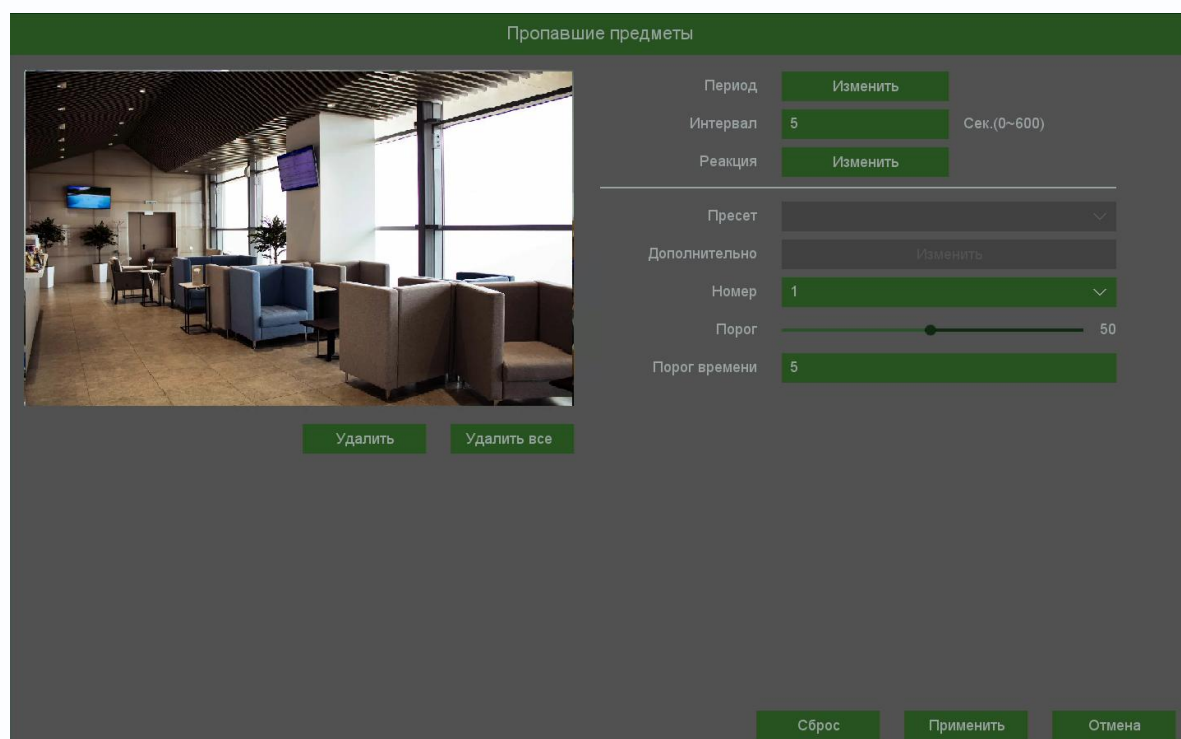 Пропавшие предметы
Период Изменить
Интервал 5 Сек.(0~600)
Реакция Изменить
Пресет
Дополнительно Изменить
Номер 1
Порог 50
Порог времени 5
Удалить Удалить все
Сброс Применить Отмена